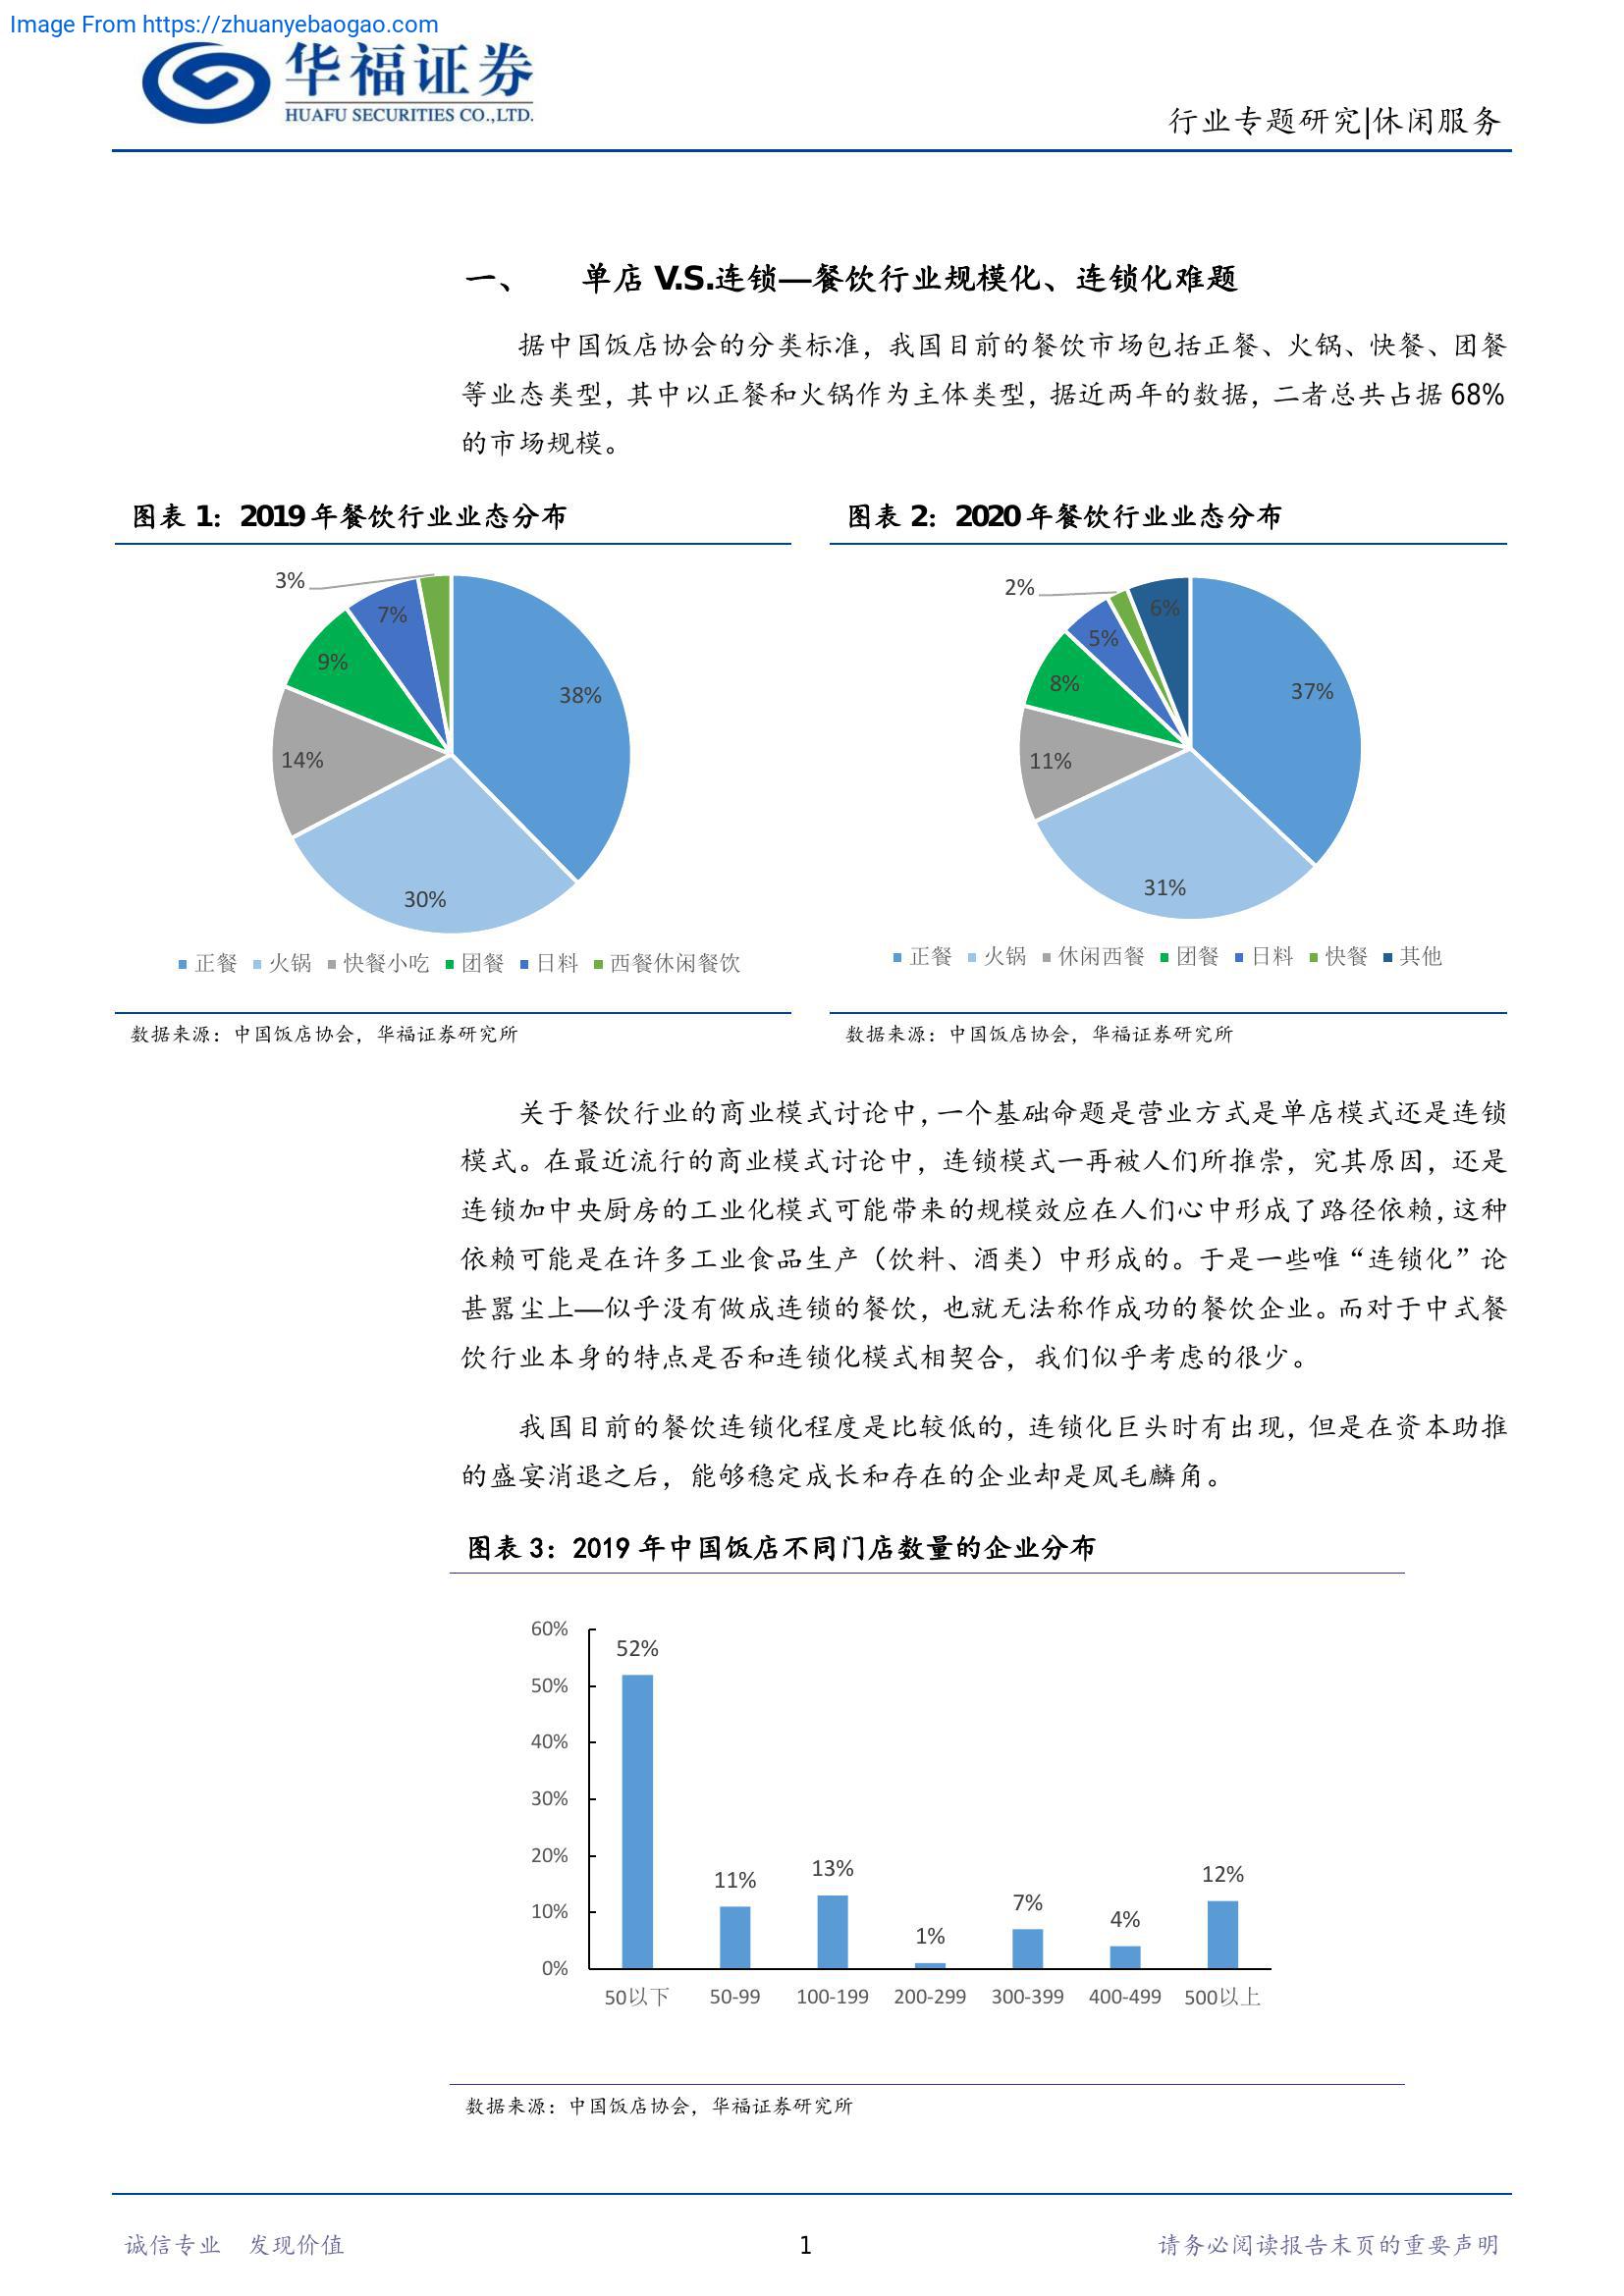 Image From https://zhuanyebaogao.com
华福证券
HUAFU SECURITIES CO.,LTD.
行业专题研究|休闲服务
一、 单店 V.S.连锁—餐饮行业规模化、连锁化难题
据中国饭店协会的分类标准，我国目前的餐饮市场包括正餐、火锅、快餐、团餐
等业态类型，其中以正餐和火锅作为主体类型，据近两年的数据，二者总共占据 68%
的市场规模。
图表 1：2019 年餐饮行业业态分布
3%
7%
9%
38%
14%
30%
正餐 火锅 快餐小吃 团餐 日料 西餐休闲餐饮
数据来源：中国饭店协会，华福证券研究所
图表 2：2020 年餐饮行业业态分布
2%
6%
5%
8%
37%
11%
31%
正餐 火锅 休闲西餐 团餐 日料 快餐 其他
数据来源：中国饭店协会，华福证券研究所
关于餐饮行业的商业模式讨论中，一个基础命题是营业方式是单店模式还是连锁
模式。在最近流行的商业模式讨论中，连锁模式一再被人们所推崇，究其原因，还是
连锁加中央厨房的工业化模式可能带来的规模效应在人们心中形成了路径依赖，这种
依赖可能是在许多工业食品生产（饮料、酒类）中形成的。于是一些唯“连锁化”论
甚嚣尘上—似乎没有做成连锁的餐饮，也就无法称作成功的餐饮企业。而对于中式餐
饮行业本身的特点是否和连锁化模式相契合，我们似乎考虑的很少。
我国目前的餐饮连锁化程度是比较低的，连锁化巨头时有出现，但是在资本助推
的盛宴消退之后，能够稳定成长和存在的企业却是凤毛麟角。
图表 3：2019 年中国饭店不同门店数量的企业分布
60%
50%
40%
30%
20%
10%
0%
52%
11%
13%
1%
7%
4%
12%
50以下 50-99 100-199 200-299 300-399 400-499 500以上
数据来源：中国饭店协会，华福证券研究所
诚信专业 发现价值
1
请务必阅读报告末页的重要声明